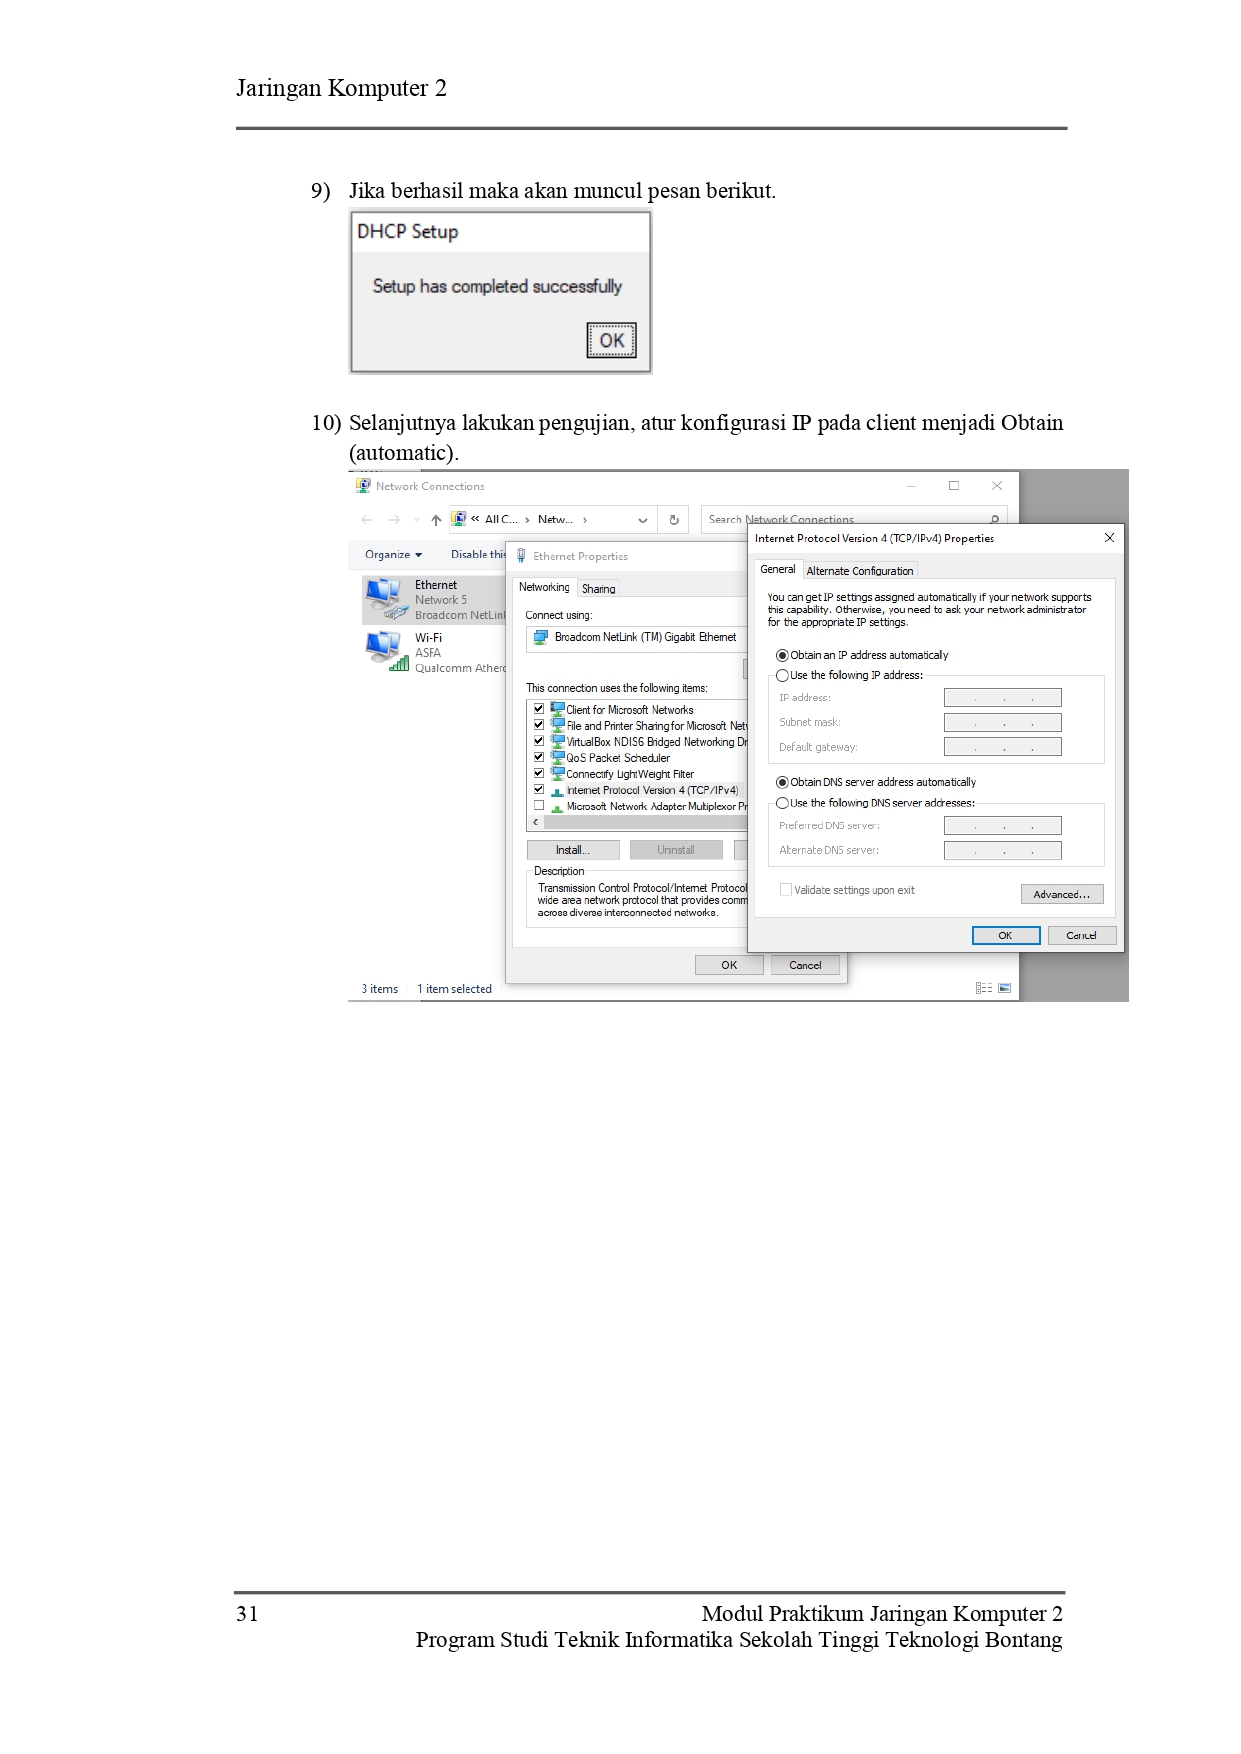 Jaringan Komputer 2
9) Jika berhasil maka akan muncul pesan berikut.
DHCP Setup
Setup has completed successfully
OK
10) Selanjutnya lakukan pengujian, atur konfigurasi IP pada client menjadi Obtain
(automatic).
Network Connections
« All C... › Netw... ›
Search Network Connections
Organize
Disable this
Ethernet
Network 5
Broadcom NetLink
Wi-Fi
ASFA
Qualcomm Athero
3 items
1 item selected
Ethernet Properties
Networking
Sharing
Connect using:
Broadcom NetLink (TM) Gigabit Ethernet
This connection uses the following items:
Client for Microsoft Networks
File and Printer Sharing for Microsoft Netw
VirtualBox NDIS6 Bridged Networking Dr
QoS Packet Scheduler
Connectify LightWeight Filter
Internet Protocol Version 4 (TCP/IPv4)
Microsoft Network Adapter Multiplexor Pr
Install...
Uninstall
Description
Transmission Control Protocol/Internet Protocol
wide area network protocol that provides comm
across diverse interconnected networks.
OK
Cancel
Internet Protocol Version 4 (TCP/IPv4) Properties
General
Alternate Configuration
You can get IP settings assigned automatically if your network supports
this capability. Otherwise, you need to ask your network administrator
for the appropriate IP settings.
Obtain an IP address automatically
Use the following IP address:
IP address:
Subnet mask:
Default gateway:
Obtain DNS server address automatically
Use the following DNS server addresses:
Preferred DNS server:
Alternate DNS server:
Validate settings upon exit
Advanced...
OK
Cancel
31
Modul Praktikum Jaringan Komputer 2
Program Studi Teknik Informatika Sekolah Tinggi Teknologi Bontang